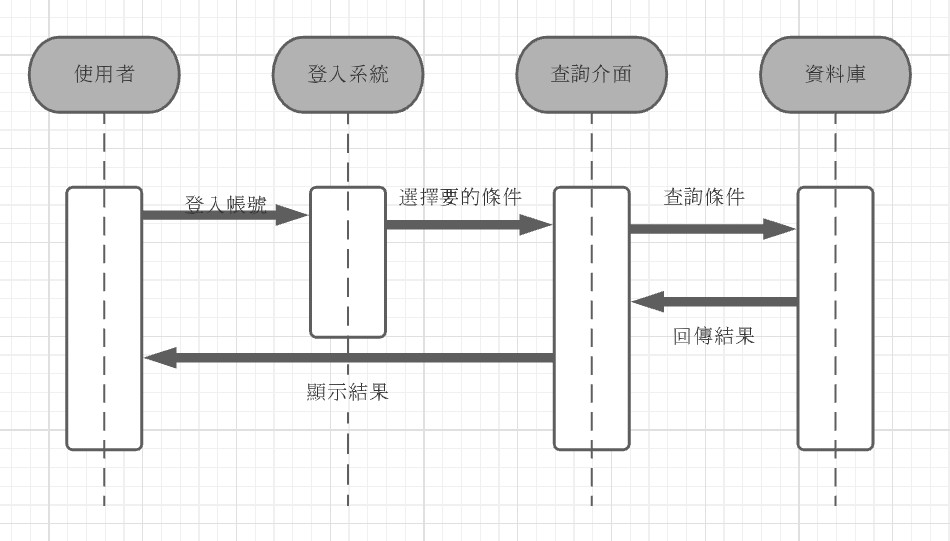 使用者
登入系統
查詢介面
資料庫
登入帳號
選擇要的條件
查詢條件
回傳結果
顯示結果